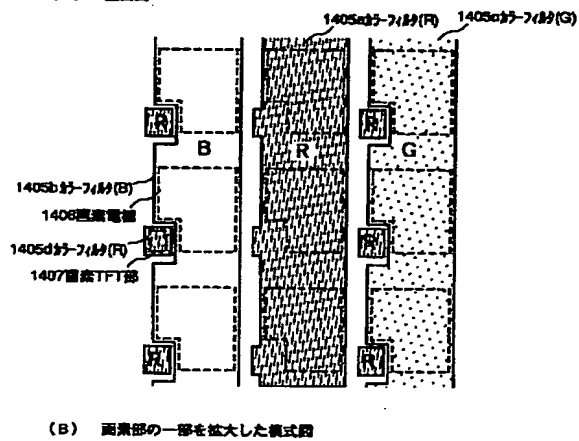 1405aカラーフィルタ(R)
1405cカラーフィルタ(G)
R
R
B
R
G
1405bカラーフィルタ(B)
1406画素電極
1405dカラーフィルタ(R)
1407画素TFT部
R
R
R
R
(B) 画素部の一部を拡大した模式図